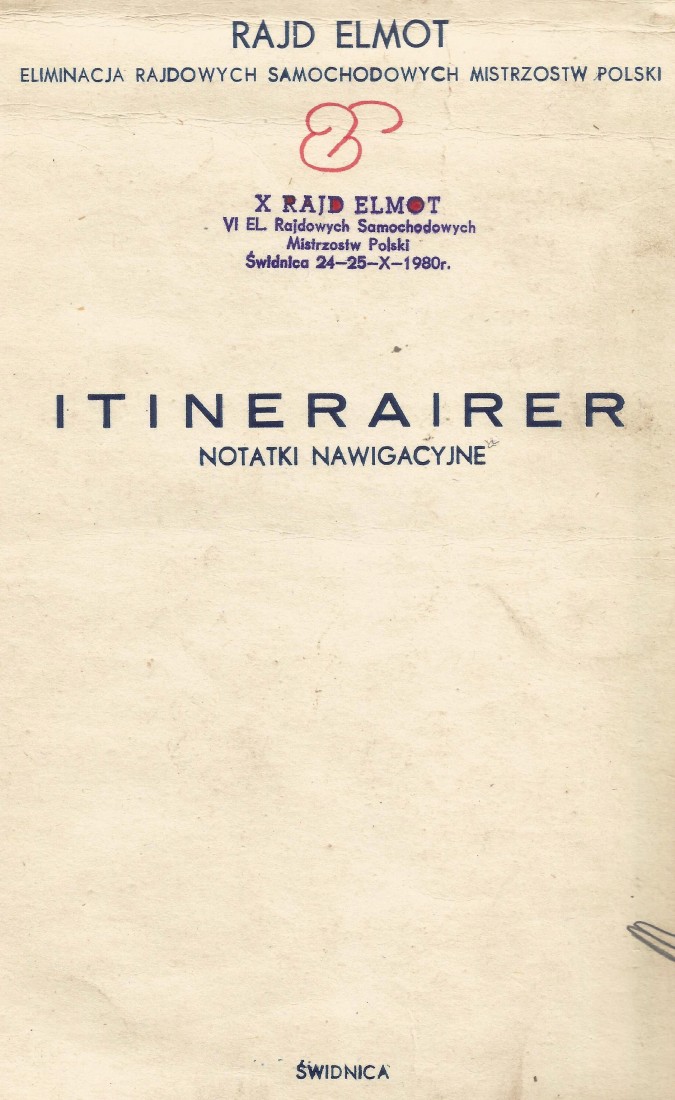 RAJD ELMOT
ELIMINACJA RAJDOWYCH SAMOCHODOWYCH MISTRZOSTW POLSKI
X RAJD ELMOT
VI EL. Rajdowych Samochodowych
Mistrzostw Polski
Świdnica 24—25—X—1980r.
ITINERAIRER
NOTATKI NAWIGACYJNE
ŚWIDNICA